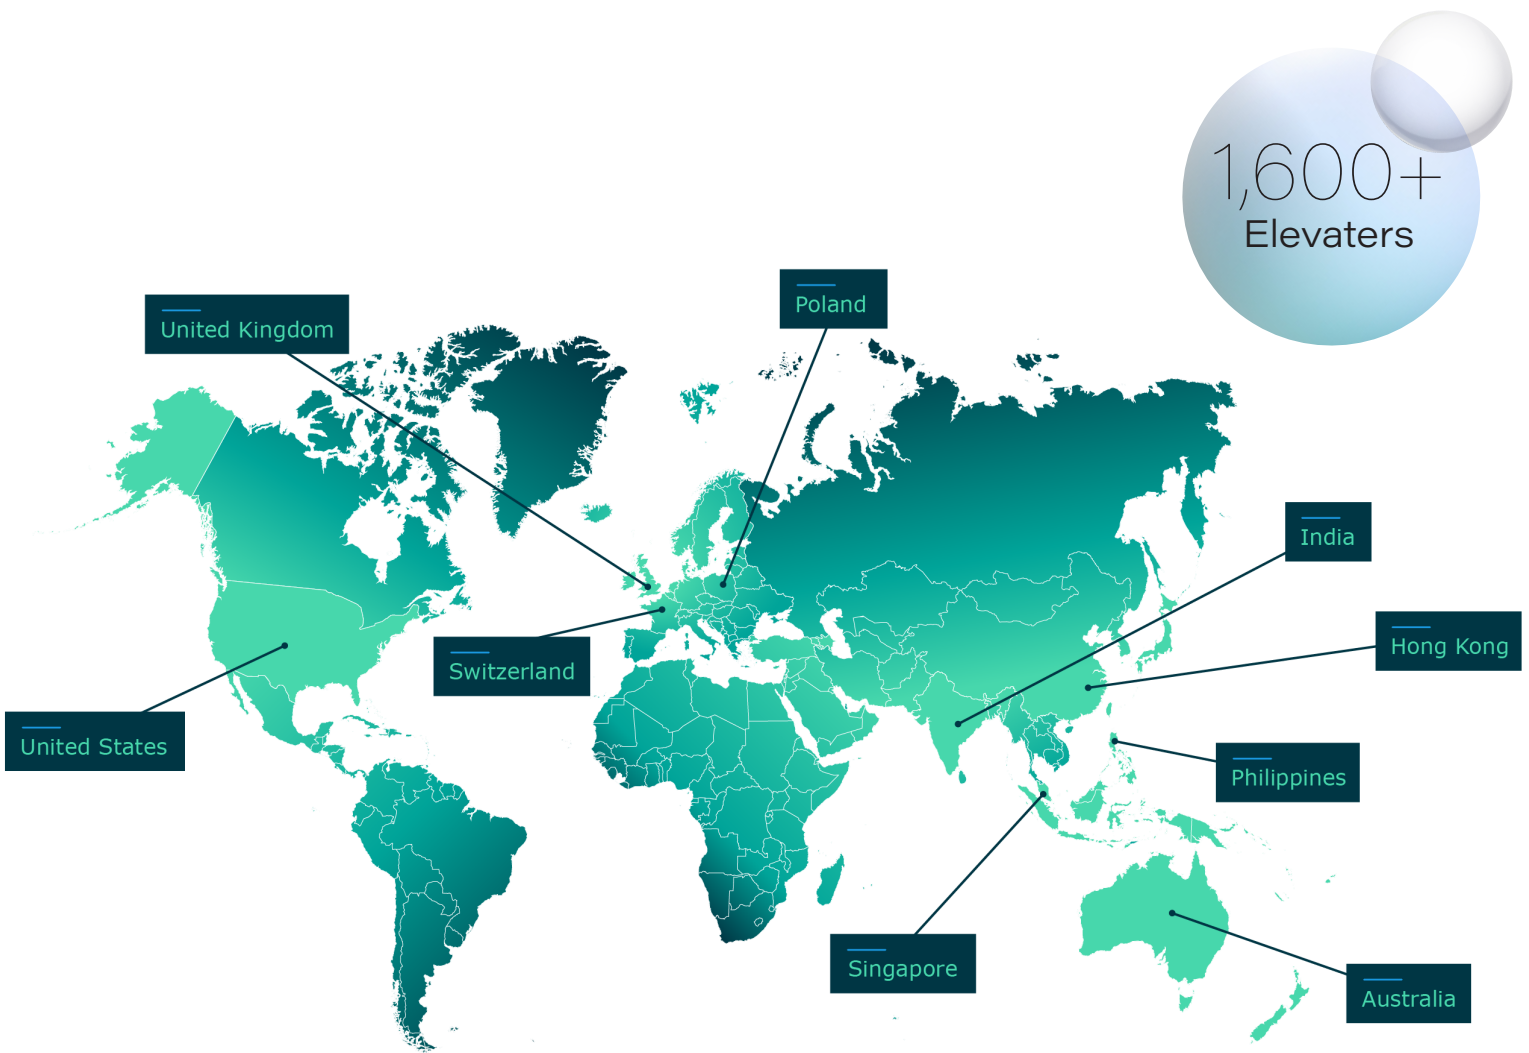 1,600+
Elevaters
Poland
United Kingdom
India
Hong Kong
Switzerland
United States
Philippines
Singapore
Australia